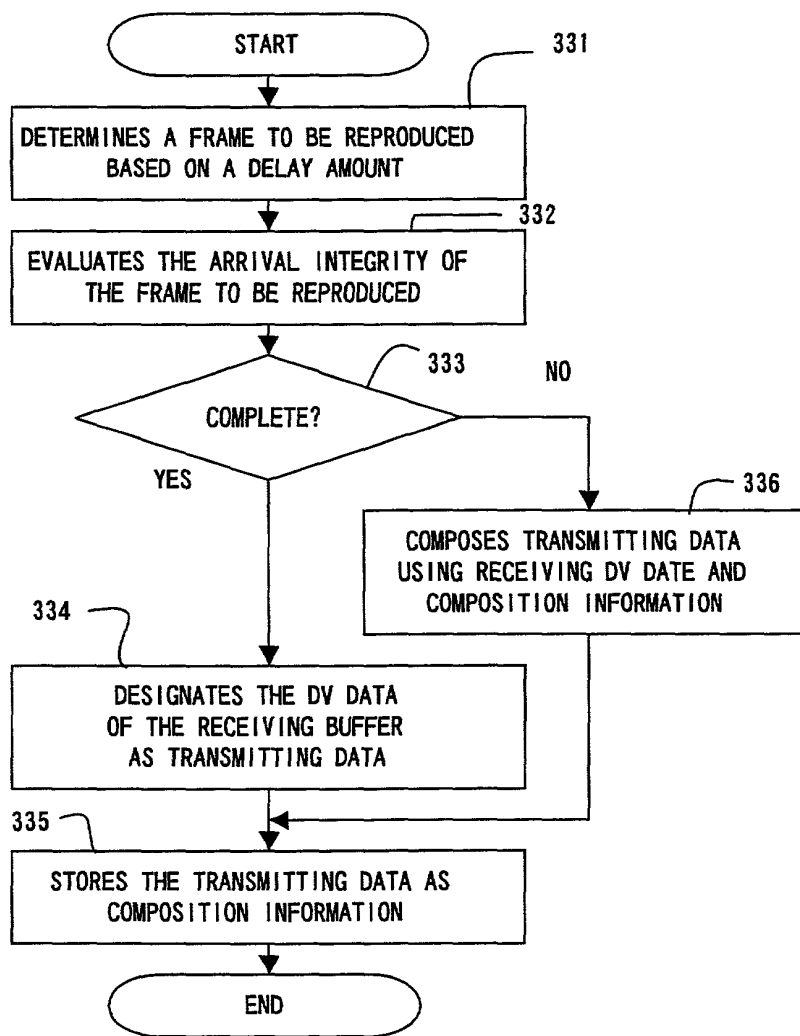 START
331
DETERMINES A FRAME TO BE REPRODUCED
BASED ON A DELAY AMOUNT
332
EVALUATES THE ARRIVAL INTEGRITY OF
THE FRAME TO BE REPRODUCED
333
NO
COMPLETE?
YES
336
COMPOSES TRANSMITTING DATA
USING RECEIVING DV DATE AND
COMPOSITION INFORMATION
334
DESIGNATES THE DV DATA
OF THE RECEIVING BUFFER
AS TRANSMITTING DATA
335
STORES THE TRANSMITTING DATA AS
COMPOSITION INFORMATION
END